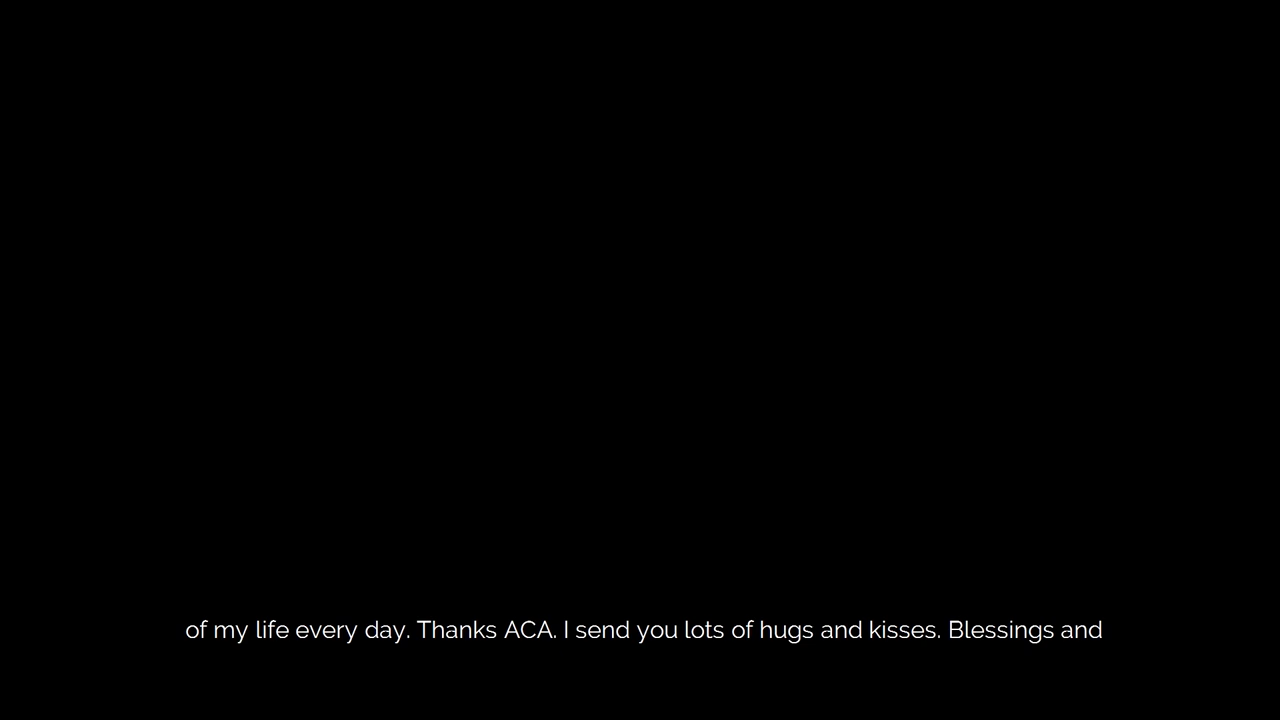 of my life every day. Thanks ACA. I send you lots of hugs and kisses. Blessings and